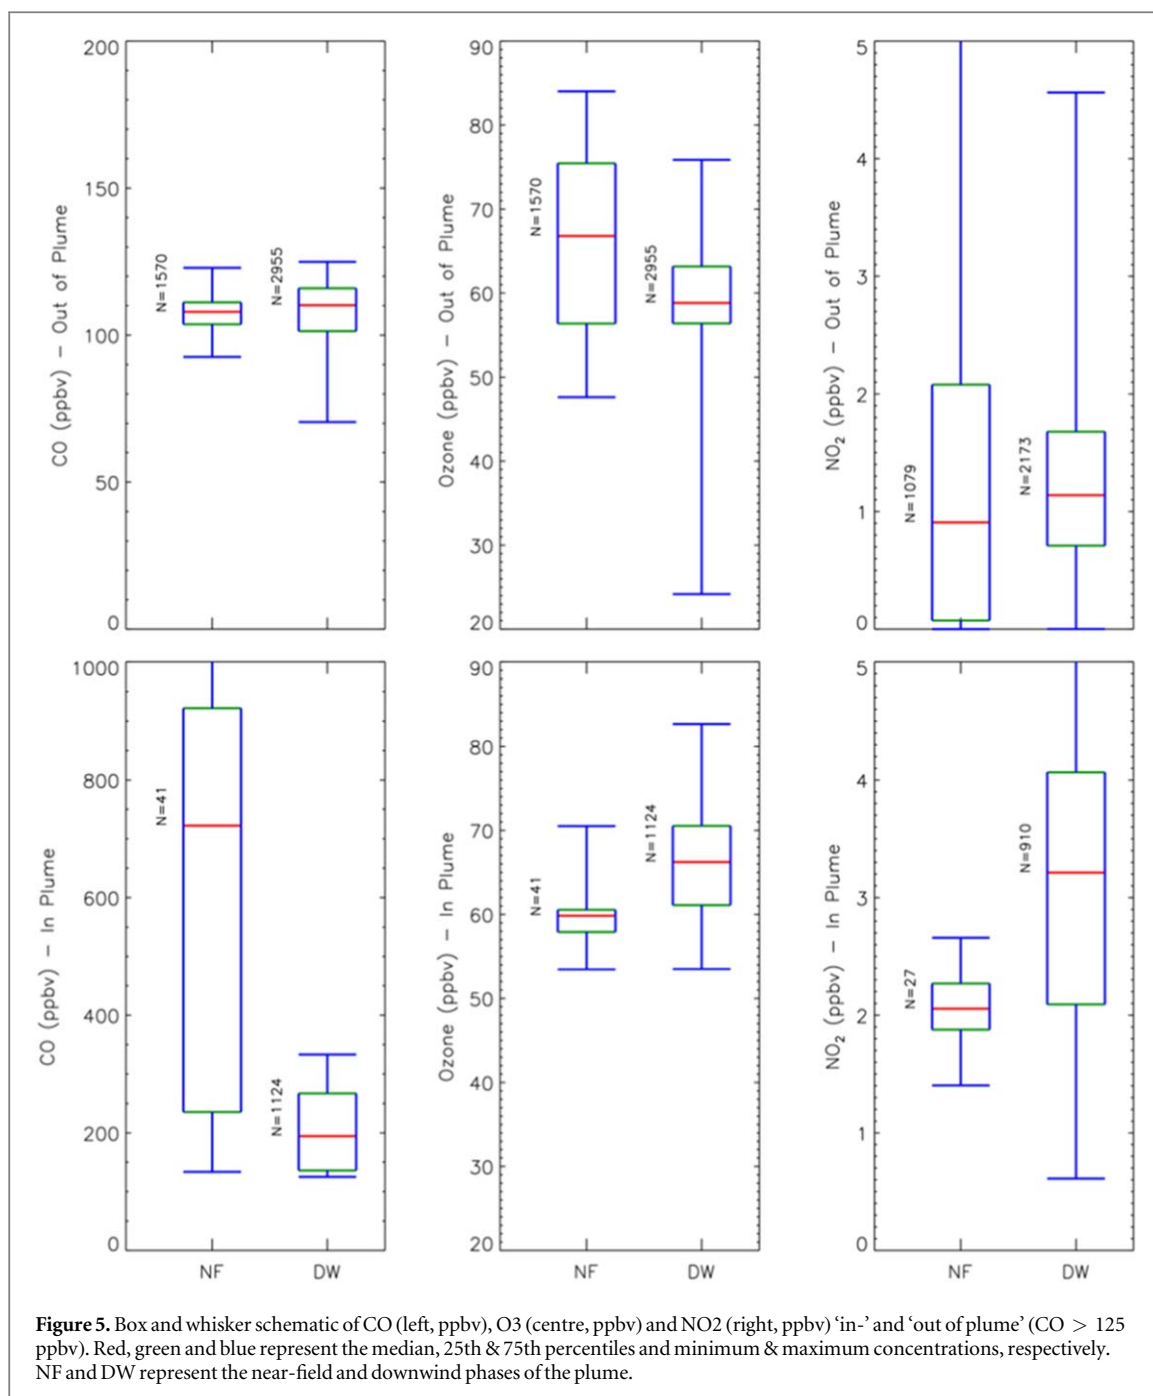 CO (ppbv) – Out of Plume
200
150
100
50
0
N=1570
N=2955
Ozone (ppbv) – Out of Plume
90
80
70
60
50
40
30
20
N=1570
N=2955
NO₂ (ppbv) – Out of Plume
5
4
3
2
1
0
N=1079
N=2173
CO (ppbv) – In Plume
1000
800
600
400
200
0
N=41
N=1124
NF
DW
Ozone (ppbv) – In Plume
90
80
70
60
50
40
30
20
N=41
N=1124
NF
DW
NO₂ (ppbv) – In Plume
5
4
3
2
1
0
N=27
N=910
NF
DW
Figure 5. Box and whisker schematic of CO (left, ppbv), O3 (centre, ppbv) and NO2 (right, ppbv) ‘in-’ and ‘out of plume’ (CO > 125
ppbv). Red, green and blue represent the median, 25th & 75th percentiles and minimum & maximum concentrations, respectively.
NF and DW represent the near-field and downwind phases of the plume.